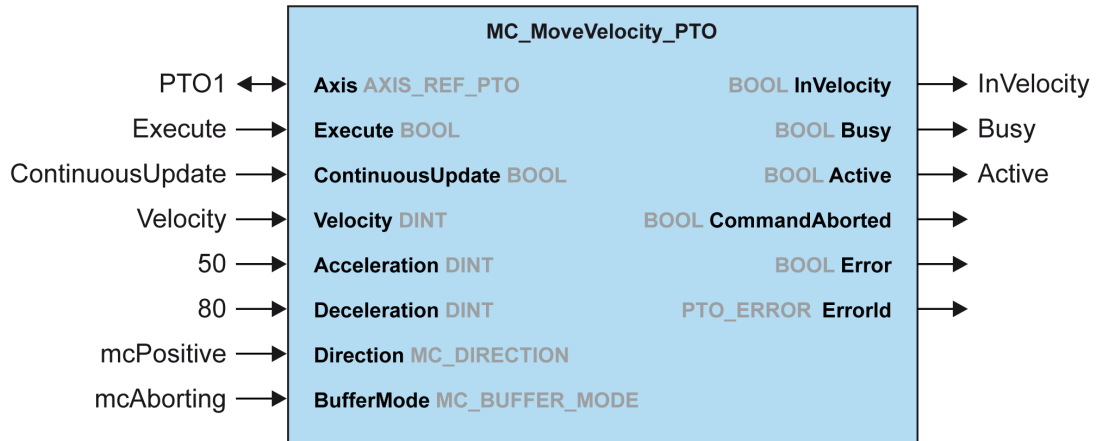 MC_MoveVelocity_PTO
PTO1 Axis AXIS_REF_PTO BOOL InVelocity InVelocity
Execute Execute BOOL BOOL Busy Busy
ContinuousUpdate ContinuousUpdate BOOL BOOL Active Active
Velocity Velocity DINT BOOL CommandAborted
50 Acceleration DINT BOOL Error
80 Deceleration DINT PTO_ERROR ErrorId
mcPositive Direction MC_DIRECTION
mcAborting BufferMode MC_BUFFER_MODE